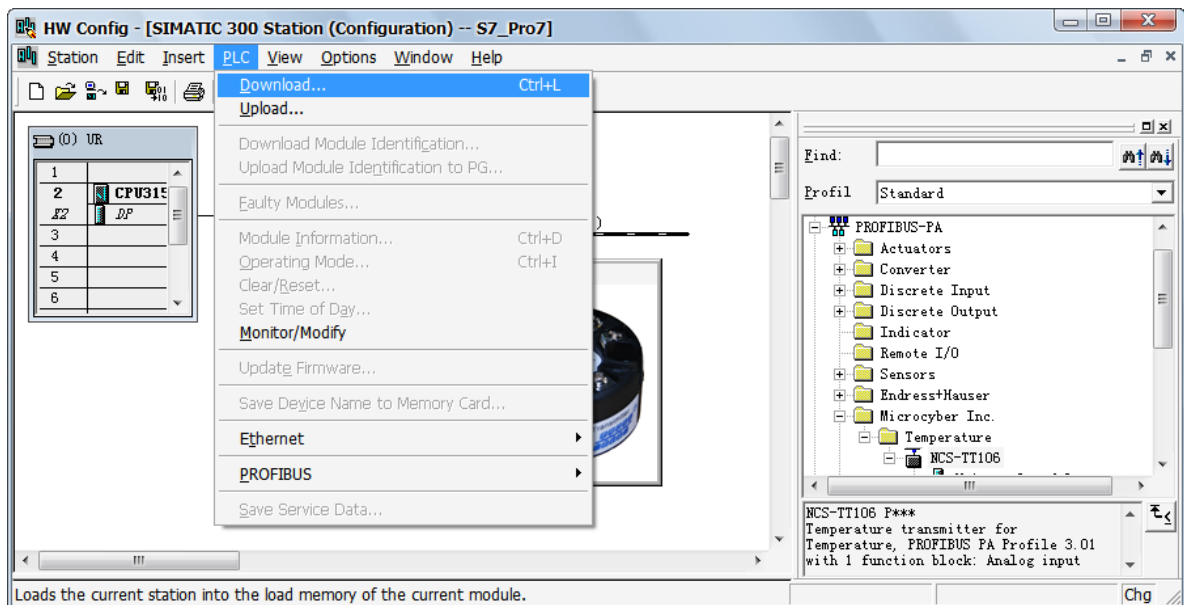 HW Config - [SIMATIC 300 Station (Configuration) -- S7_Pro7]
Station Edit Insert PLC View Options Window Help
Download... Ctrl+L
Upload...
Download Module Identification...
Upload Module Identification to PG...
Faulty Modules...
Module Information... Ctrl+D
Operating Mode... Ctrl+I
Clear/Reset...
Set Time of Day...
Monitor/Modify
Update Firmware...
Save Device Name to Memory Card...
Ethernet
PROFIBUS
Save Service Data...
(0) UR
1
2 CPU315
X2 DP
3
4
5
6
)
Find:
Profil Standard
PROFIBUS-PA
Actuators
Converter
Discrete Input
Discrete Output
Indicator
Remote I/O
Sensors
Endress+Hauser
Microcyber Inc.
Temperature
NCS-TT106
NCS-TT106 P***
Temperature transmitter for
Temperature, PROFIBUS PA Profile 3.01
with 1 function block: Analog input
Loads the current station into the load memory of the current module.
Chg